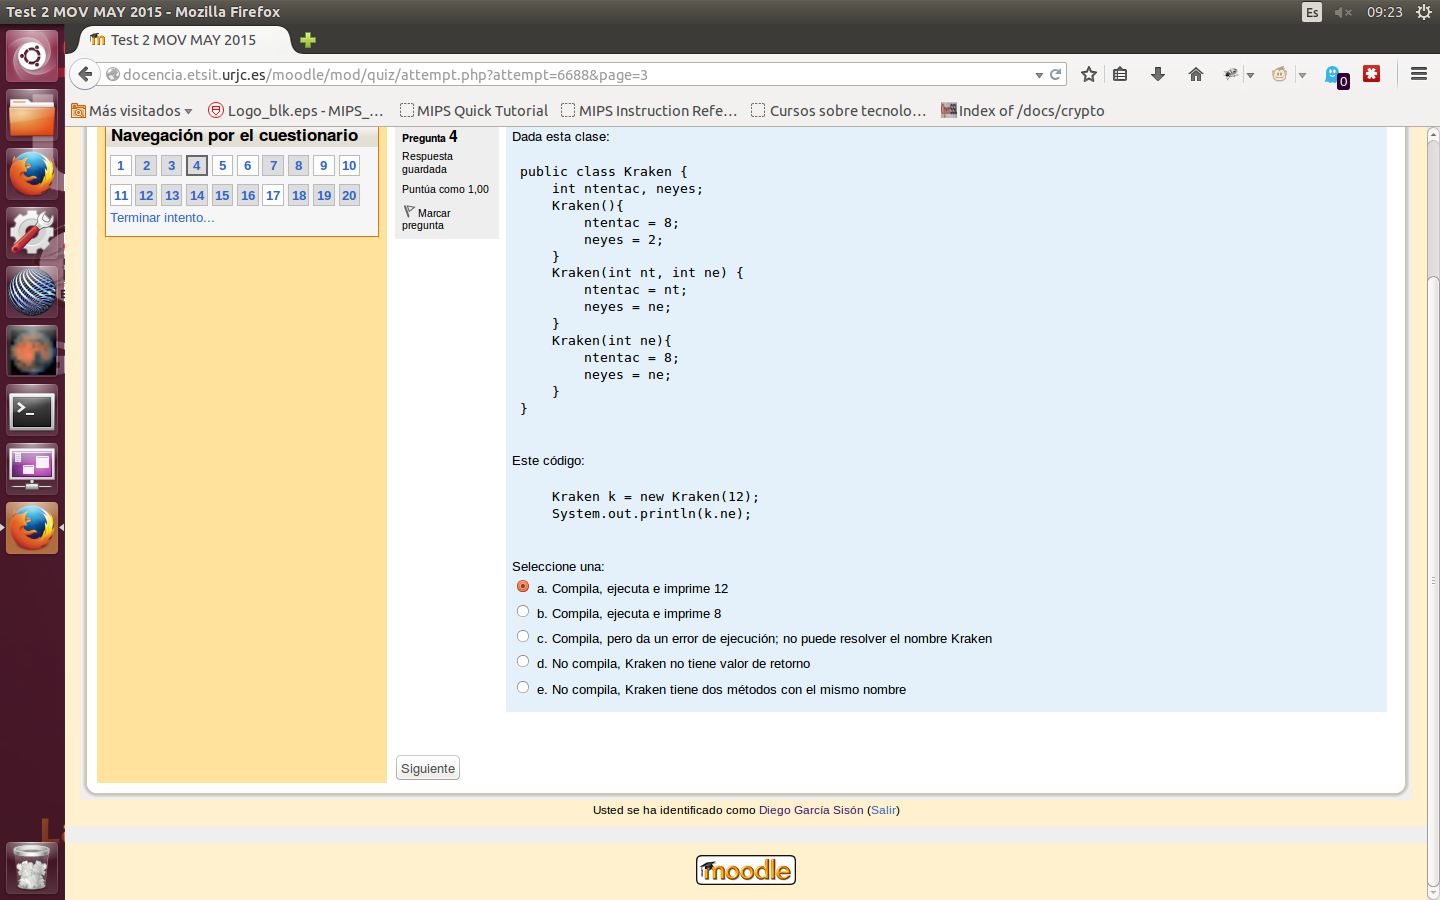 Test 2 MOV MAY 2015 - Mozilla Firefox
Es
09:23
Test 2 MOV MAY 2015
docencia.etsit.urjc.es/moodle/mod/quiz/attempt.php?attempt=6688&page=3
0
Más visitados
Logo_blk.eps - MIPS_...
MIPS Quick Tutorial
MIPS Instruction Refe...
Cursos sobre tecnolo...
Index of /docs/crypto
Navegación por el cuestionario
1 2 3 4 5 6 7 8 9 10
11 12 13 14 15 16 17 18 19 20
Terminar intento...
Pregunta 4
Respuesta
guardada
Puntúa como 1,00
Marcar
pregunta
Dada esta clase:
public class Kraken {
    int ntentac, neyes;
    Kraken(){
        ntentac = 8;
        neyes = 2;
    }
    Kraken(int nt, int ne) {
        ntentac = nt;
        neyes = ne;
    }
    Kraken(int ne){
        ntentac = 8;
        neyes = ne;
    }
}
Este código:
    Kraken k = new Kraken(12);
    System.out.println(k.ne);
Seleccione una:
a. Compila, ejecuta e imprime 12
b. Compila, ejecuta e imprime 8
c. Compila, pero da un error de ejecución; no puede resolver el nombre Kraken
d. No compila, Kraken no tiene valor de retorno
e. No compila, Kraken tiene dos métodos con el mismo nombre
Siguiente
Usted se ha identificado como Diego García Sisón (Salir)
moodle